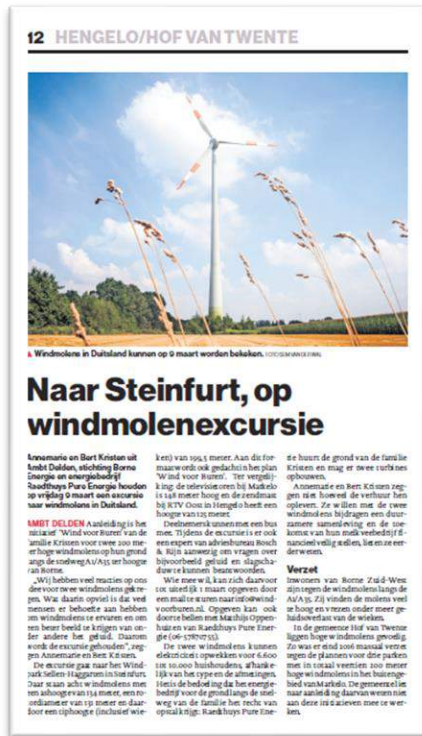 12 HENGELO/HOF VAN TWENTE
Windmolens in Duitsland kunnen op 9 maart worden bekeken.
Naar Steinfurt, op
windmolenexcursie
Annemarie en Bert Kristen uit
Ambt Delden, stichting Borne
Energie en energiebedrijf
Raedthuys Pure Energie houden
op vrijdag 9 maart een excursie
naar windmolens in Duitsland.
AMBT DELDEN Aanleiding is het
initiatief 'Wind voor Buren' van de
familie Kristen voor twee 200 me-
ter hoge windmolens op hun grond
langs de snelweg A1/A35 ter hoogte
van Borne.
„Wij hebben veel reacties op ons
idee voor twee windmolens gekre-
gen. Wat daarin opviel is dat veel
mensen er behoefte aan hebben
om windmolens te ervaren en om
een beter beeld te krijgen van on-
der andere het geluid. Daarom
wordt de excursie gehouden", zeg-
gen Annemarie en Bert Kristen.
De excursie gaat naar het Wind-
park Sellen-Haggarten in Steinfurt.
Daar staan acht windmolens met
een ashoogte van 134 meter, een ro-
tordiameter van 131 meter en daar-
door een tiphoogte (inclusief wie-
ken) van 199,5 meter. Aan dit for-
maat wordt ook gedacht in het plan
'Wind voor Buren'. Ter vergelij-
king: de televisietoren bij Markelo
is 148 meter hoog en de zendmast
bij RTV Oost in Hengelo heeft een
hoogte van 125 meter.
Deelnemers kunnen met een bus
mee. Tijdens de excursie is er ook
een expert van adviesbureau Bosch
& Rijn aanwezig om vragen over
bijvoorbeeld geluid en slagscha-
duw te kunnen beantwoorden.
Wie mee wil, kan zich daarvoor
tot uiterlijk 1 maart opgeven door
een mail te sturen naar info@wind-
voorburen.nl. Opgeven kan ook
door te bellen met Matthijs Oppen-
huis van Raedthuys Pure Ener-
gie
De twee windmolens kunnen
elektriciteit opwekken voor 6.600
tot 10.000 huishoudens, afhanke-
lijk van het type en de afmetingen.
Het is de bedoeling dat het energie-
bedrijf voor de grond langs de snel-
weg van de familie het recht van
opstal krijgt: Raedthuys Pure Ene-
tie huurt de grond van de familie
Kristen en mag er twee turbines
opbouwen.
Annemarie en Bert Kristen zeg-
gen niet hoeveel de verhuur hen
oplevert. Ze willen met de twee
windmolens bijdragen aan duur-
zamere samenleving en de toe-
komst van hun melkveebedrijf fi-
nancieel veilig stellen, lieten ze eer-
der weten.
Verzet
Inwoners van Borne Zuid-West
zijn tegen de windmolens langs de
A1/A35. Zij vinden de molens veel
te hoog en vrezen onder meer ge-
luidsoverlast van de wieken.
In de gemeente Hof van Twente
liggen hoge windmolens gevoelig.
Zo was er eind 2016 massaal verzet
tegen de plannen voor drie parken
met in totaal veertien 200 meter
hoge windmolens in het buitenge-
bied van Markelo. De gemeente liet
naar aanleiding daarvan weten niet
aan deze initiatieven mee te wer-
ken.